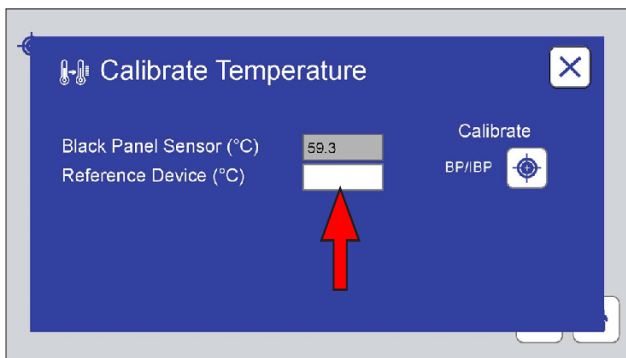 Calibrate Temperature
Calibrate
Black Panel Sensor (°C) 59.3
Reference Device (°C)
BP/IBP